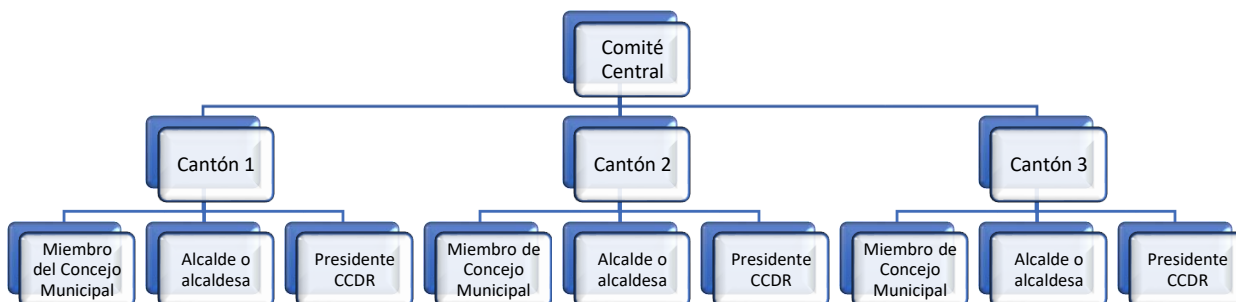 Comité
Central
Cantón 1
Cantón 2
Cantón 3
Miembro
del Concejo
Municipal
Alcalde o
alcaldesa
Presidente
CCDR
Miembro de
Concejo
Municipal
Alcalde o
alcaldesa
Presidente
CCDR
Miembro de
Concejo
Municipal
Alcalde o
alcaldesa
Presidente
CCDR